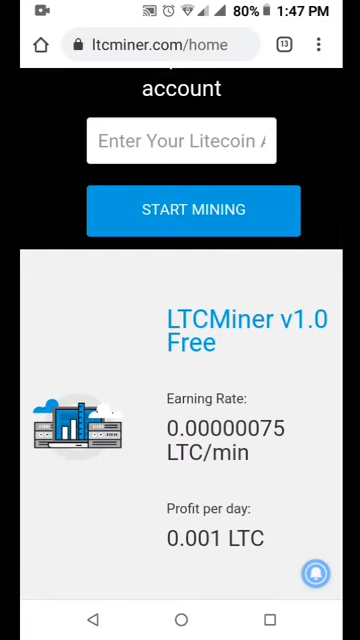 80% 1:47 PM
ltcminer.com/home
13
account
Enter Your Litecoin A
START MINING
LTCMiner v1.0
Free
Earning Rate:
0.00000075
LTC/min
Profit per day:
0.001 LTC